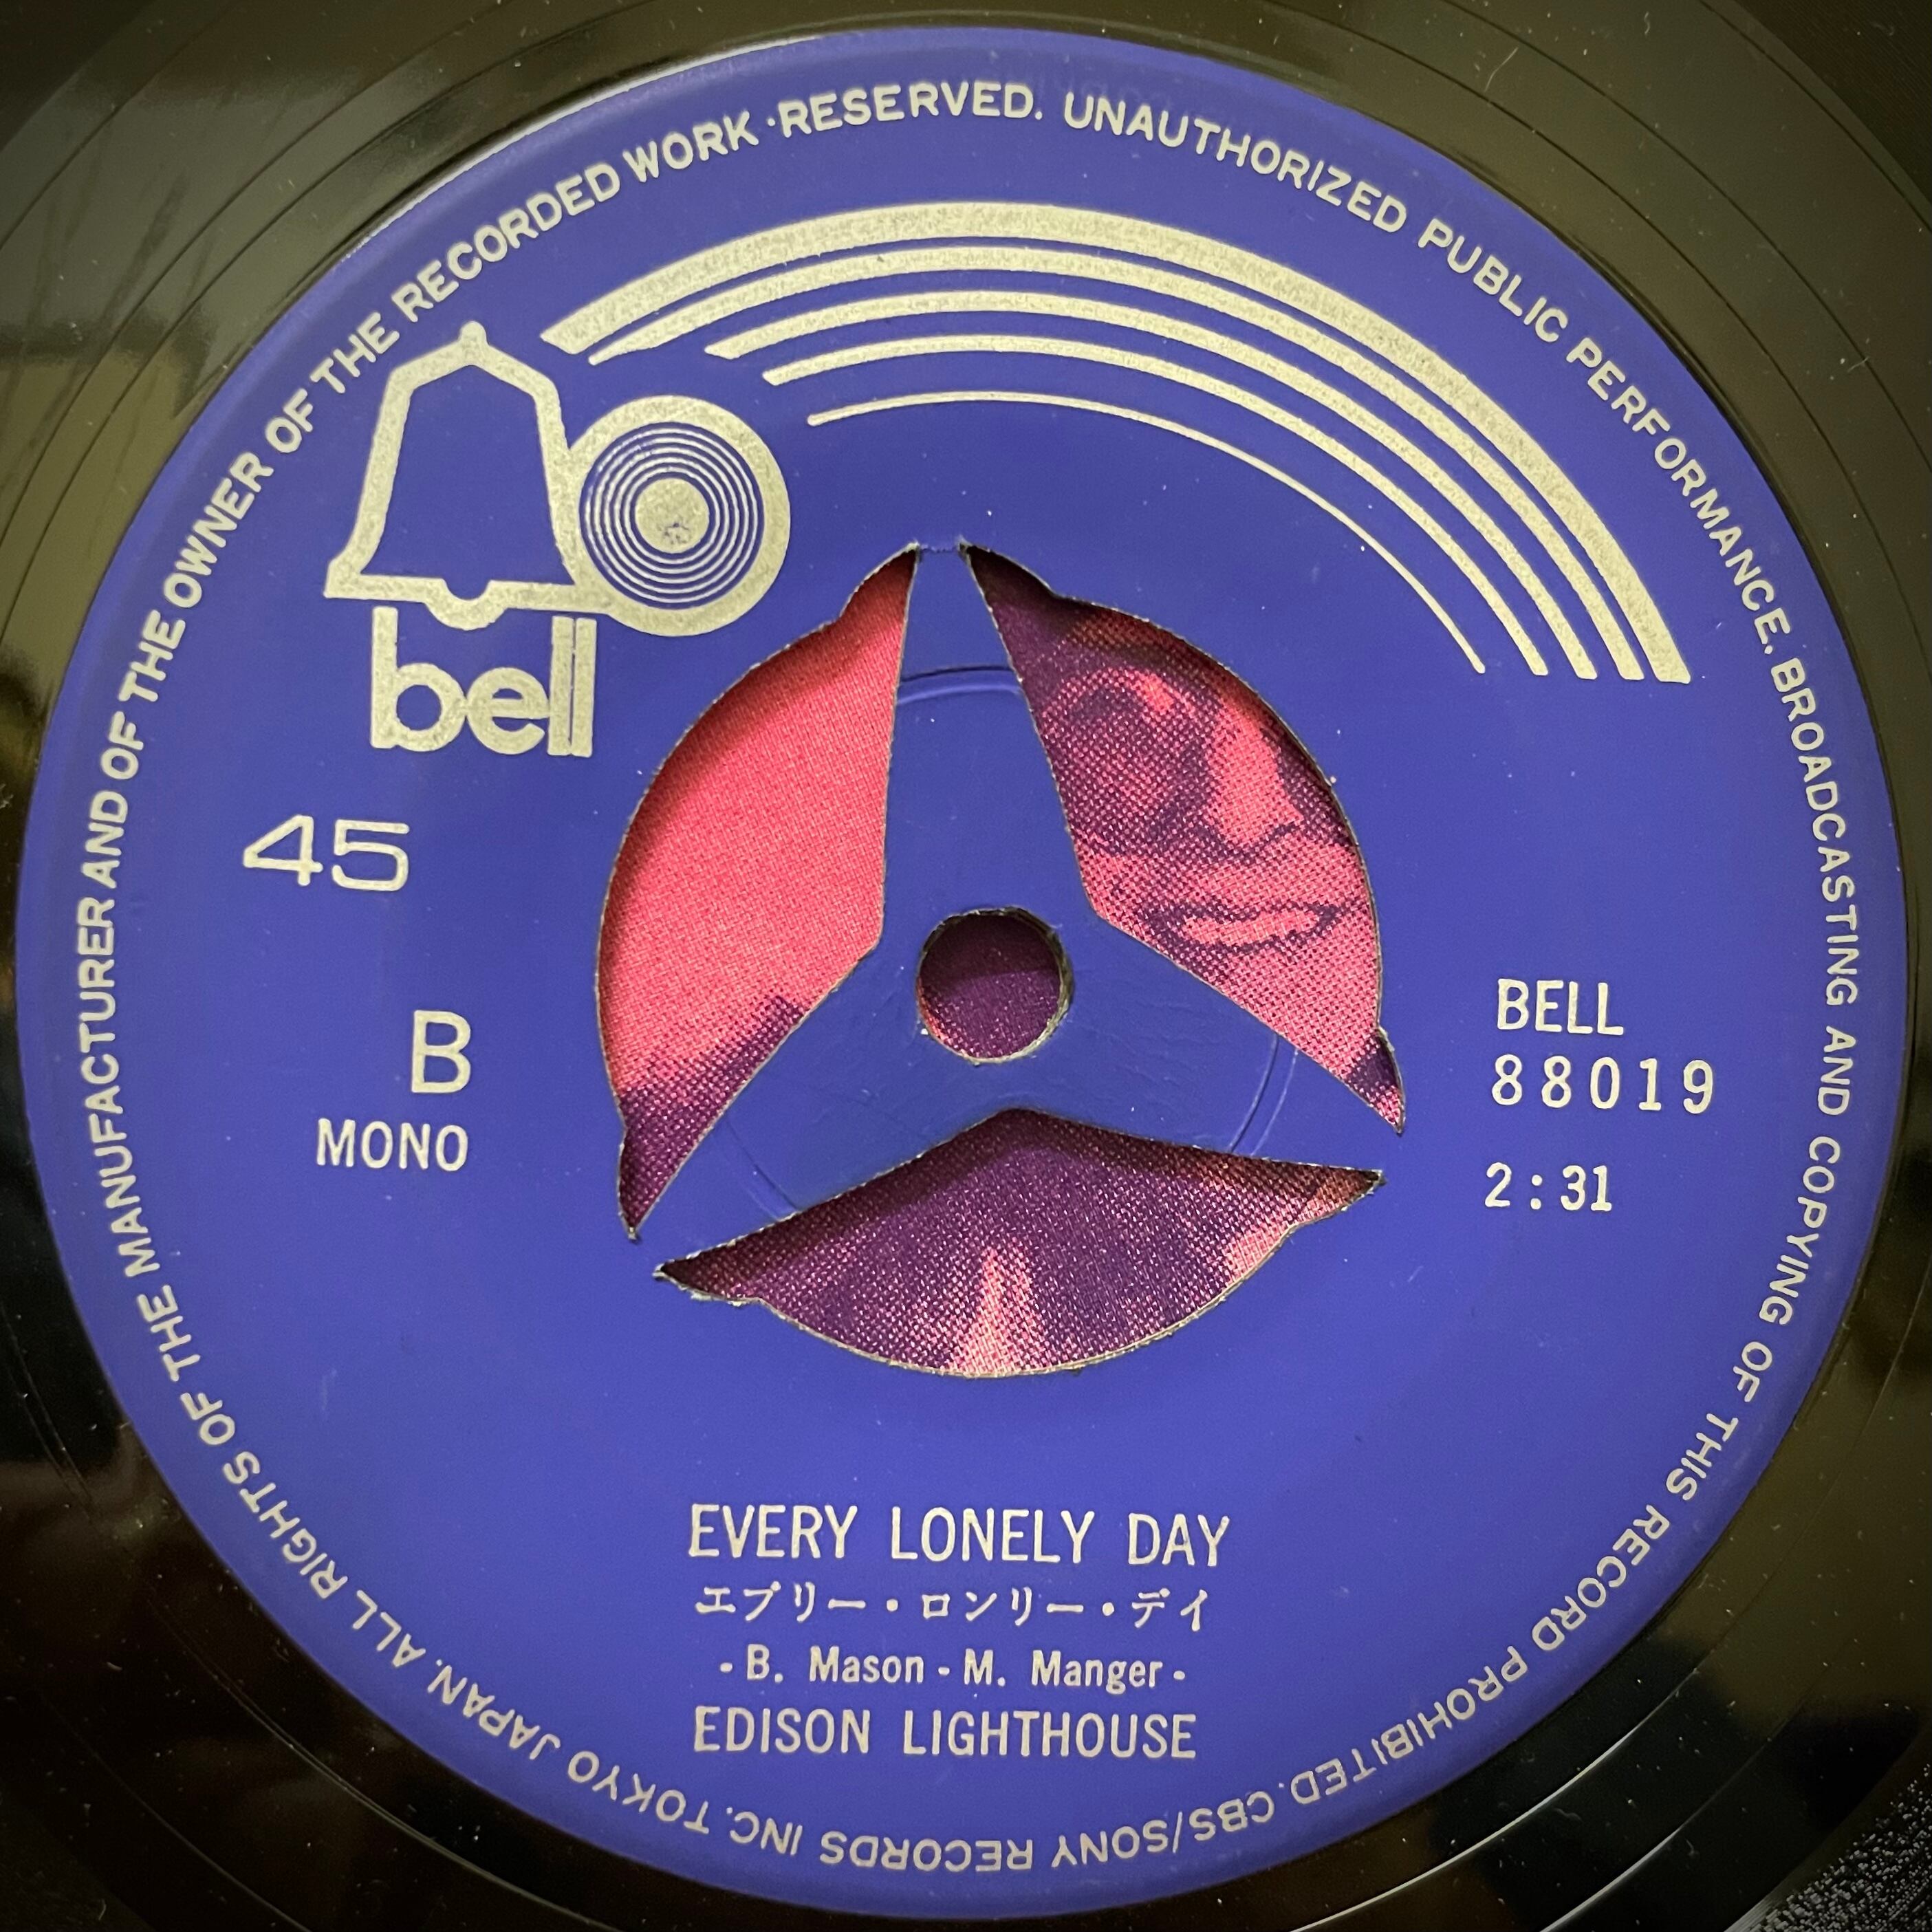 ALL RIGHTS OF THE MANUFACTURER AND OF THE OWNER OF THE RECORDED WORK ·RESERVED. UNAUTHORIZED PUBLIC PERFORMANCE. BROADCASTING AND COPYING OF THIS RECORD PROHIBITED. CBS/SONY RECORDS INC. TOKYO JAPAN.
bell
45
B
MONO
BELL
88019
2:31
EVERY LONELY DAY
エブリー・ロンリー・デイ
- B. Mason - M. Manger -
EDISON LIGHTHOUSE